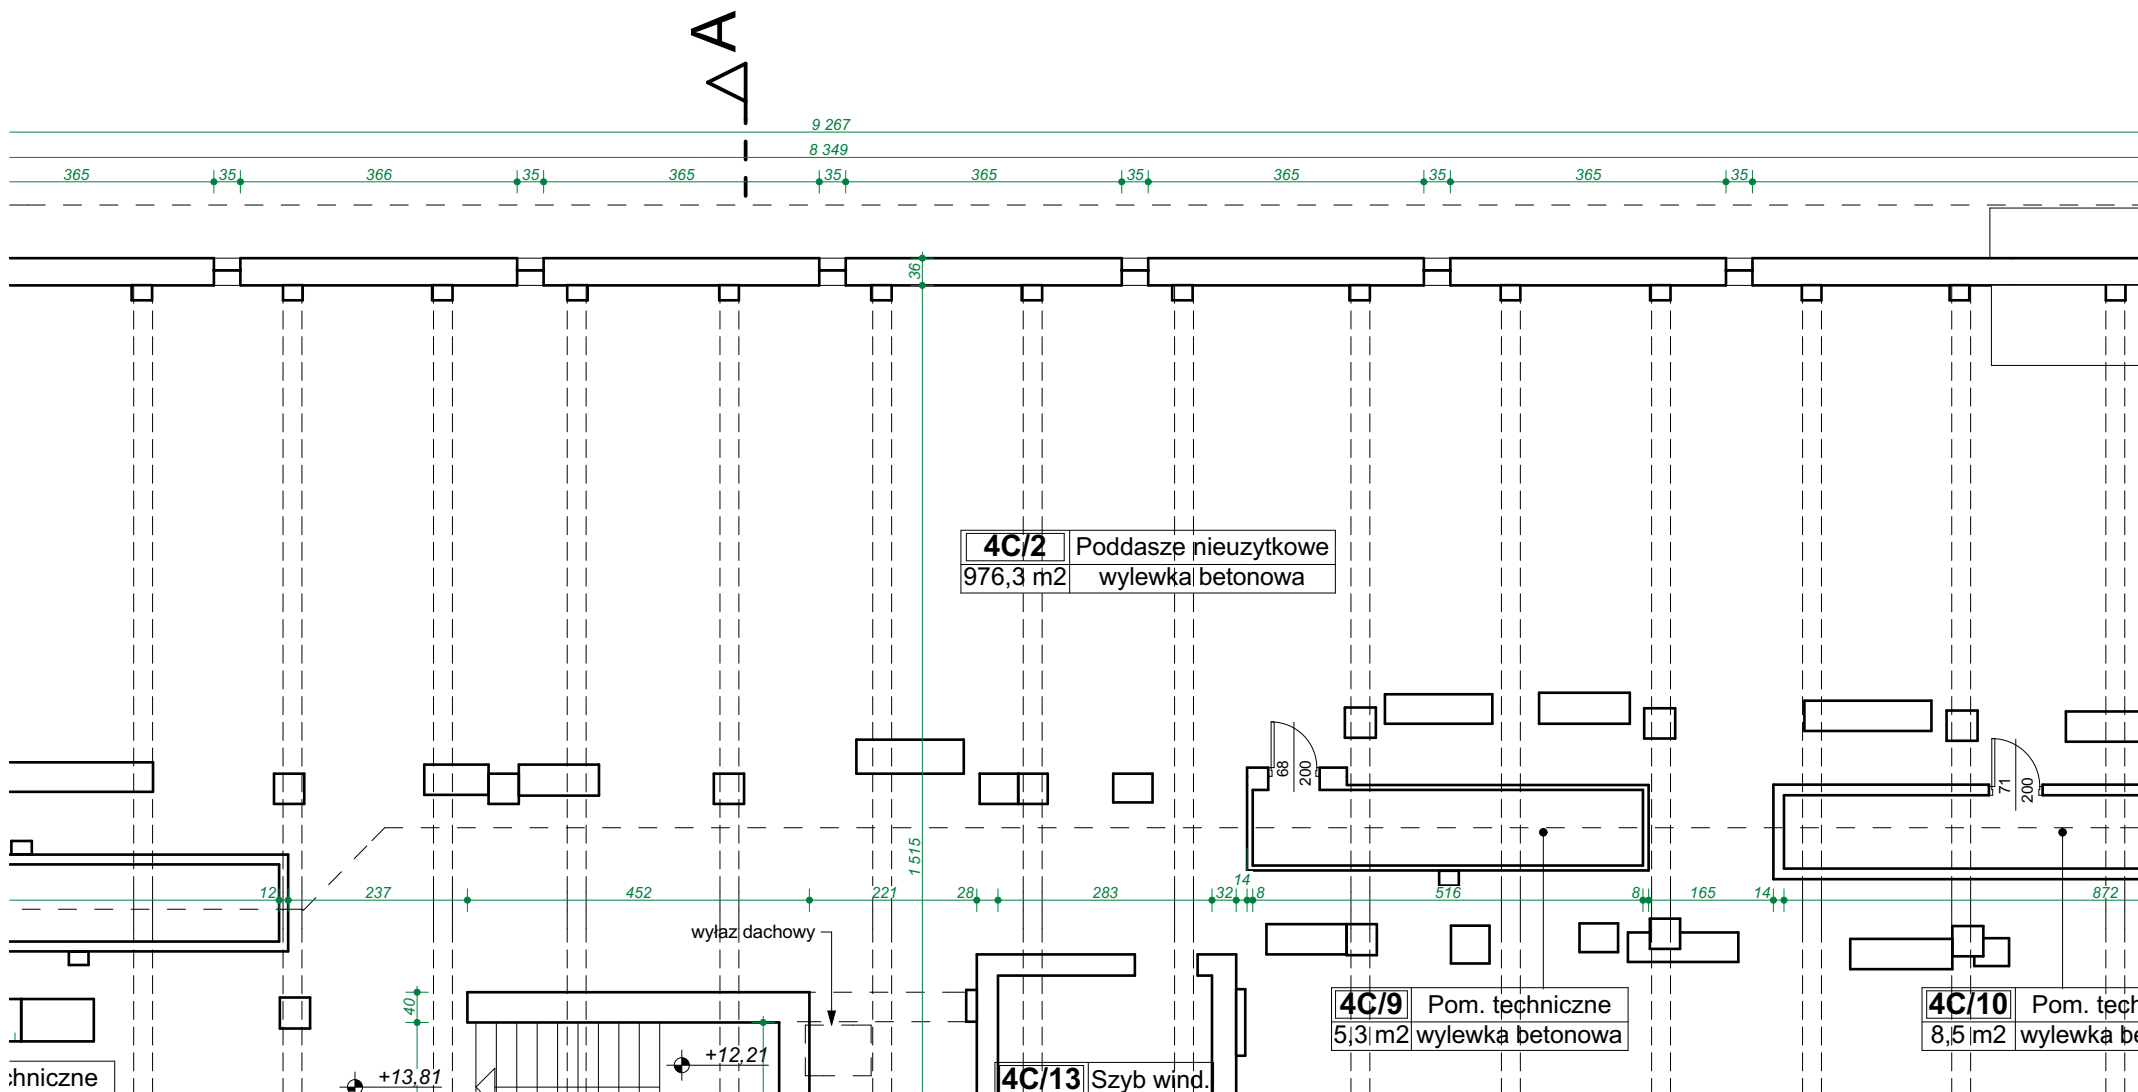 A
9 267
8 349
365 35 366 35 365 35 365 35 365 35 365 35
36
4C/2 Poddasze nieuzytkowe
976,3 m2 wylewka betonowa
68
200
71
200
1 515
12 237 452 221 28 283 32 14 8 516 8 165 14 872
wyłaz dachowy
40
4C/9 Pom. techniczne
5,3 m2 wylewka betonowa
4C/10 Pom. tech
8,5 m2 wylewka be
+12,21
+13,81
chniczne
4C/13 Szyb wind.